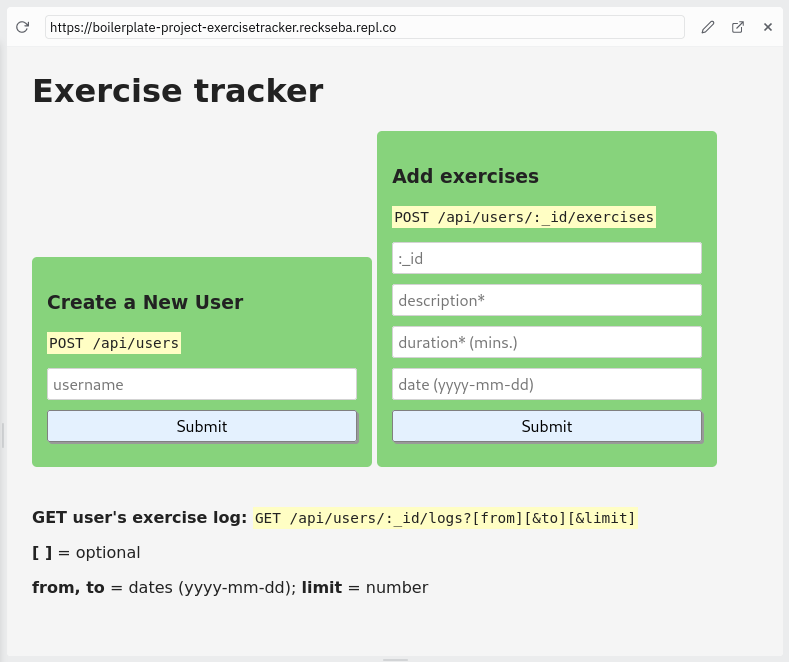 https://boilerplate-project-exercisetracker.reckseba.repl.co
Exercise tracker
Create a New User
POST /api/users
username
Submit
Add exercises
POST /api/users/:_id/exercises
:_id
description*
duration* (mins.)
date (yyyy-mm-dd)
Submit
GET user's exercise log: GET /api/users/:_id/logs?[from][&to][&limit]
[ ] = optional
from, to = dates (yyyy-mm-dd); limit = number